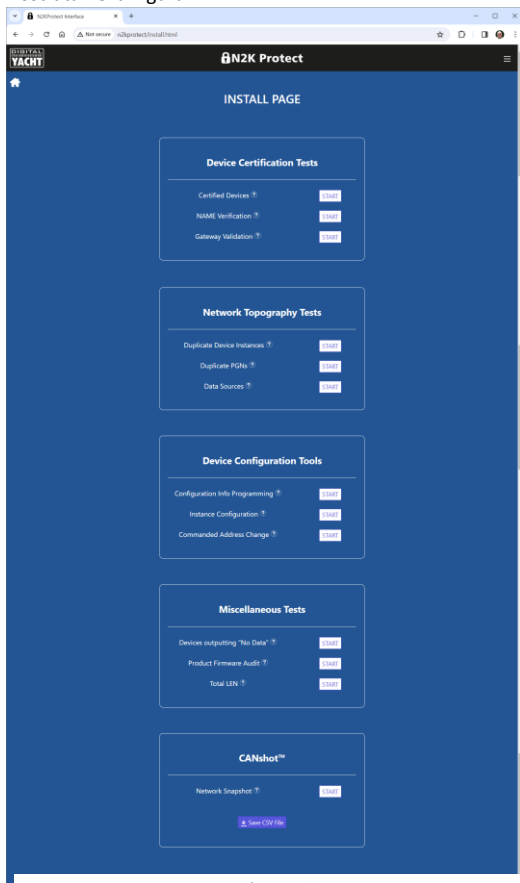 N2KProtect Interface
Not secure n2kprotect/install.html
DIGITAL
YACHT
N2K Protect
INSTALL PAGE
Device Certification Tests
Certified Devices ? START
NAME Verification ? START
Gateway Validation ? START
Network Topography Tests
Duplicate Device Instances ? START
Duplicate PGNs ? START
Data Sources ? START
Device Configuration Tools
Configuration Info Programming ? START
Instance Configuration ? START
Commanded Address Change ? START
Miscellaneous Tests
Devices outputting "No Data" ? START
Product Firmware Audit ? START
Total LEN ? START
CANshot™
Network Snapshot ? START
Save CSV File